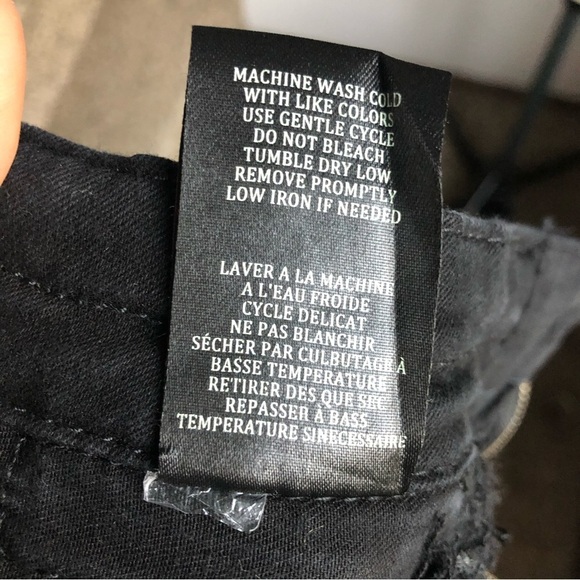 MACHINE WASH COLD
WITH LIKE COLORS
USE GENTLE CYCLE
DO NOT BLEACH
TUMBLE DRY LOW
REMOVE PROMPTLY
LOW IRON IF NEEDED
LAVER A LA MACHINE
A L'EAU FROIDE
CYCLE DELICAT
NE PAS BLANCHIR
SÉCHER PAR CULBUTAGE À
BASSE TEMPERATURE
RETIRER DES QUE SEC
REPASSER À BASS
TEMPERATURE SINECESSAIRE